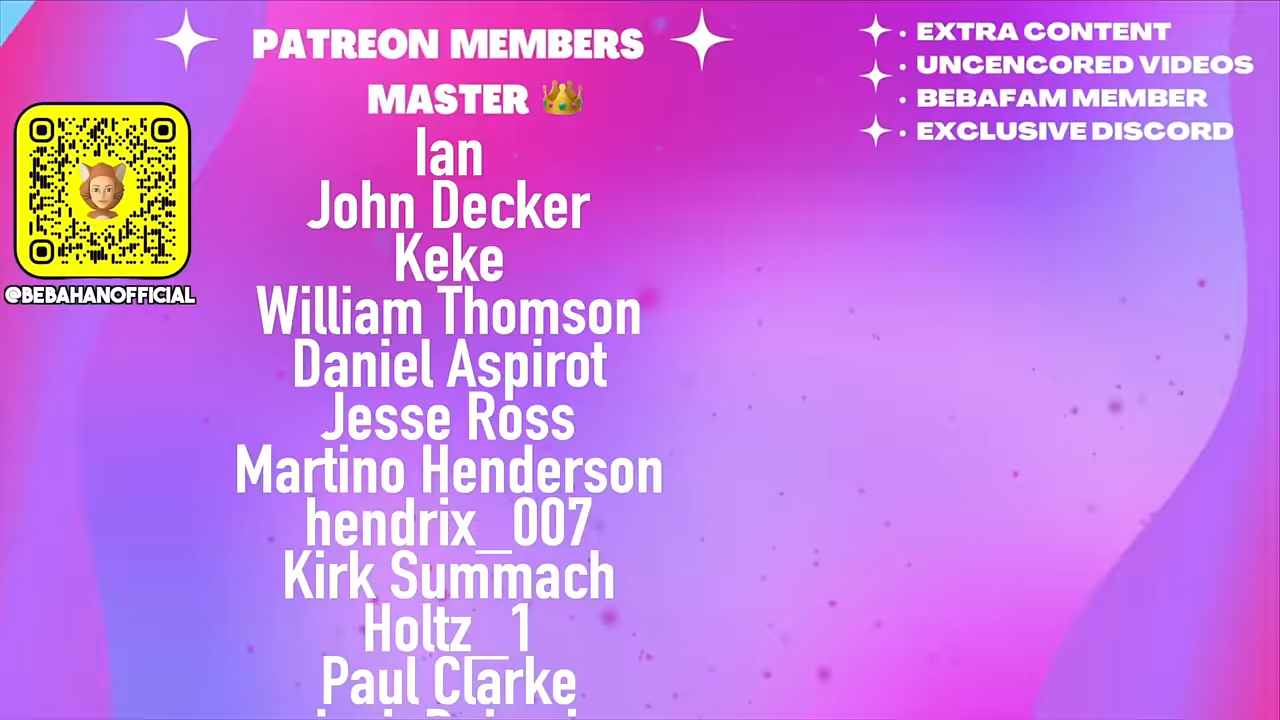 PATREON MEMBERS
MASTER 👑
Ian
John Decker
Keke
William Thomson
Daniel Aspirot
Jesse Ross
Martino Henderson
hendrix_007
Kirk Summach
Holtz_1
Paul Clarke
• EXTRA CONTENT
• UNCENCORED VIDEOS
• BEBAFAM MEMBER
• EXCLUSIVE DISCORD
@BEBAHANOFFICIAL